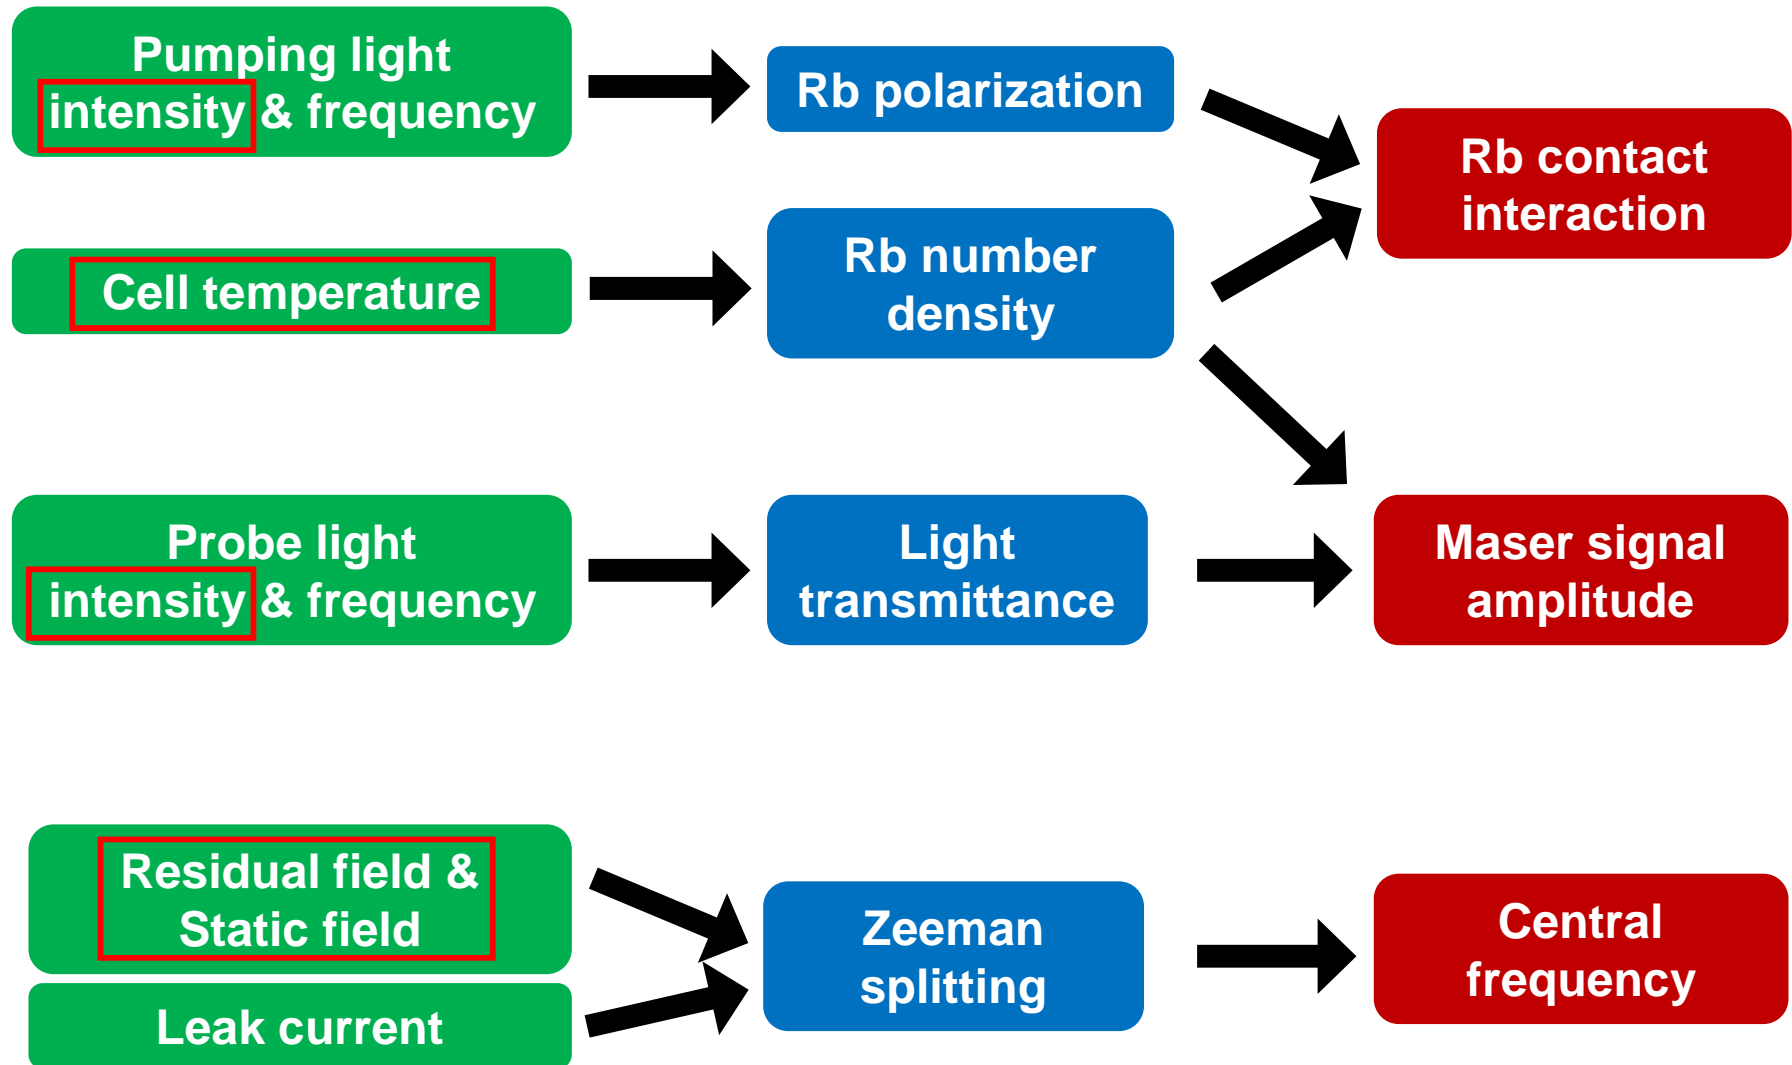 Pumping light
intensity & frequency
Rb polarization
Rb contact
interaction
Cell temperature
Rb number
density
Probe light
intensity & frequency
Light
transmittance
Maser signal
amplitude
Residual field &
Static field
Leak current
Zeeman
splitting
Central
frequency